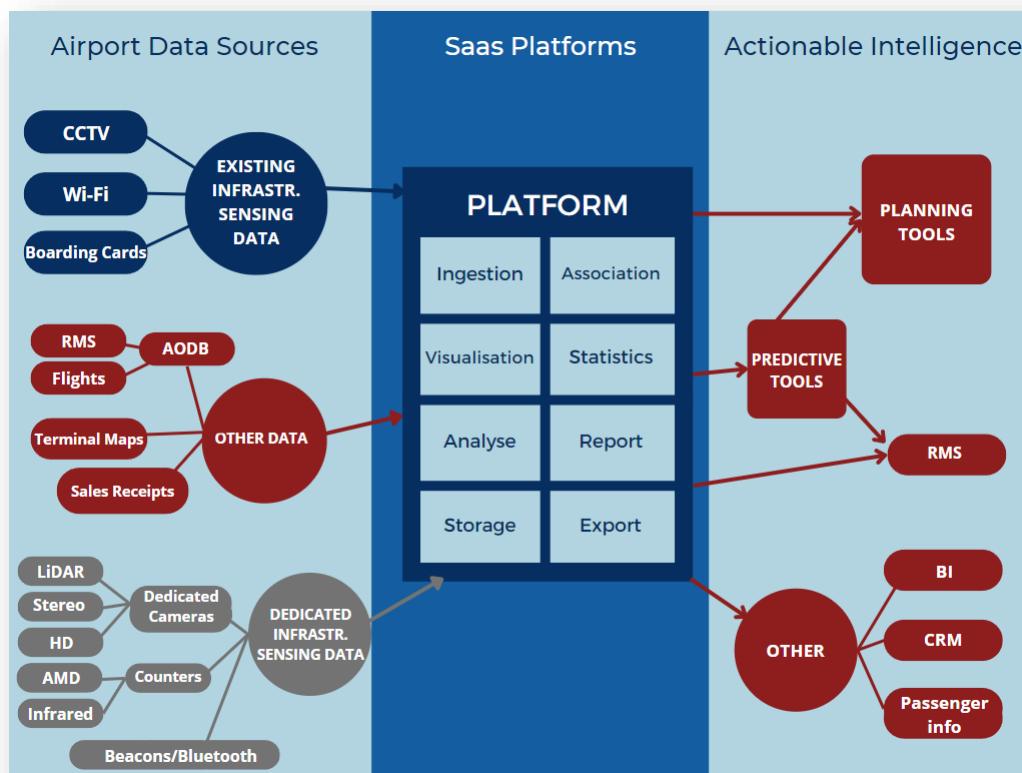 Airport Data Sources
Saas Platforms
Actionable Intelligence
CCTV
Wi-Fi
Boarding Cards
EXISTING
INFRASTR.
SENSING
DATA
RMS
Flights
AODB
Terminal Maps
Sales Receipts
OTHER DATA
LiDAR
Stereo
HD
Dedicated
Cameras
AMD
Infrared
Counters
Beacons/Bluetooth
DEDICATED
INFRASTR.
SENSING DATA
PLATFORM
Ingestion
Association
Visualisation
Statistics
Analyse
Report
Storage
Export
PLANNING
TOOLS
PREDICTIVE
TOOLS
RMS
OTHER
BI
CRM
Passenger
info